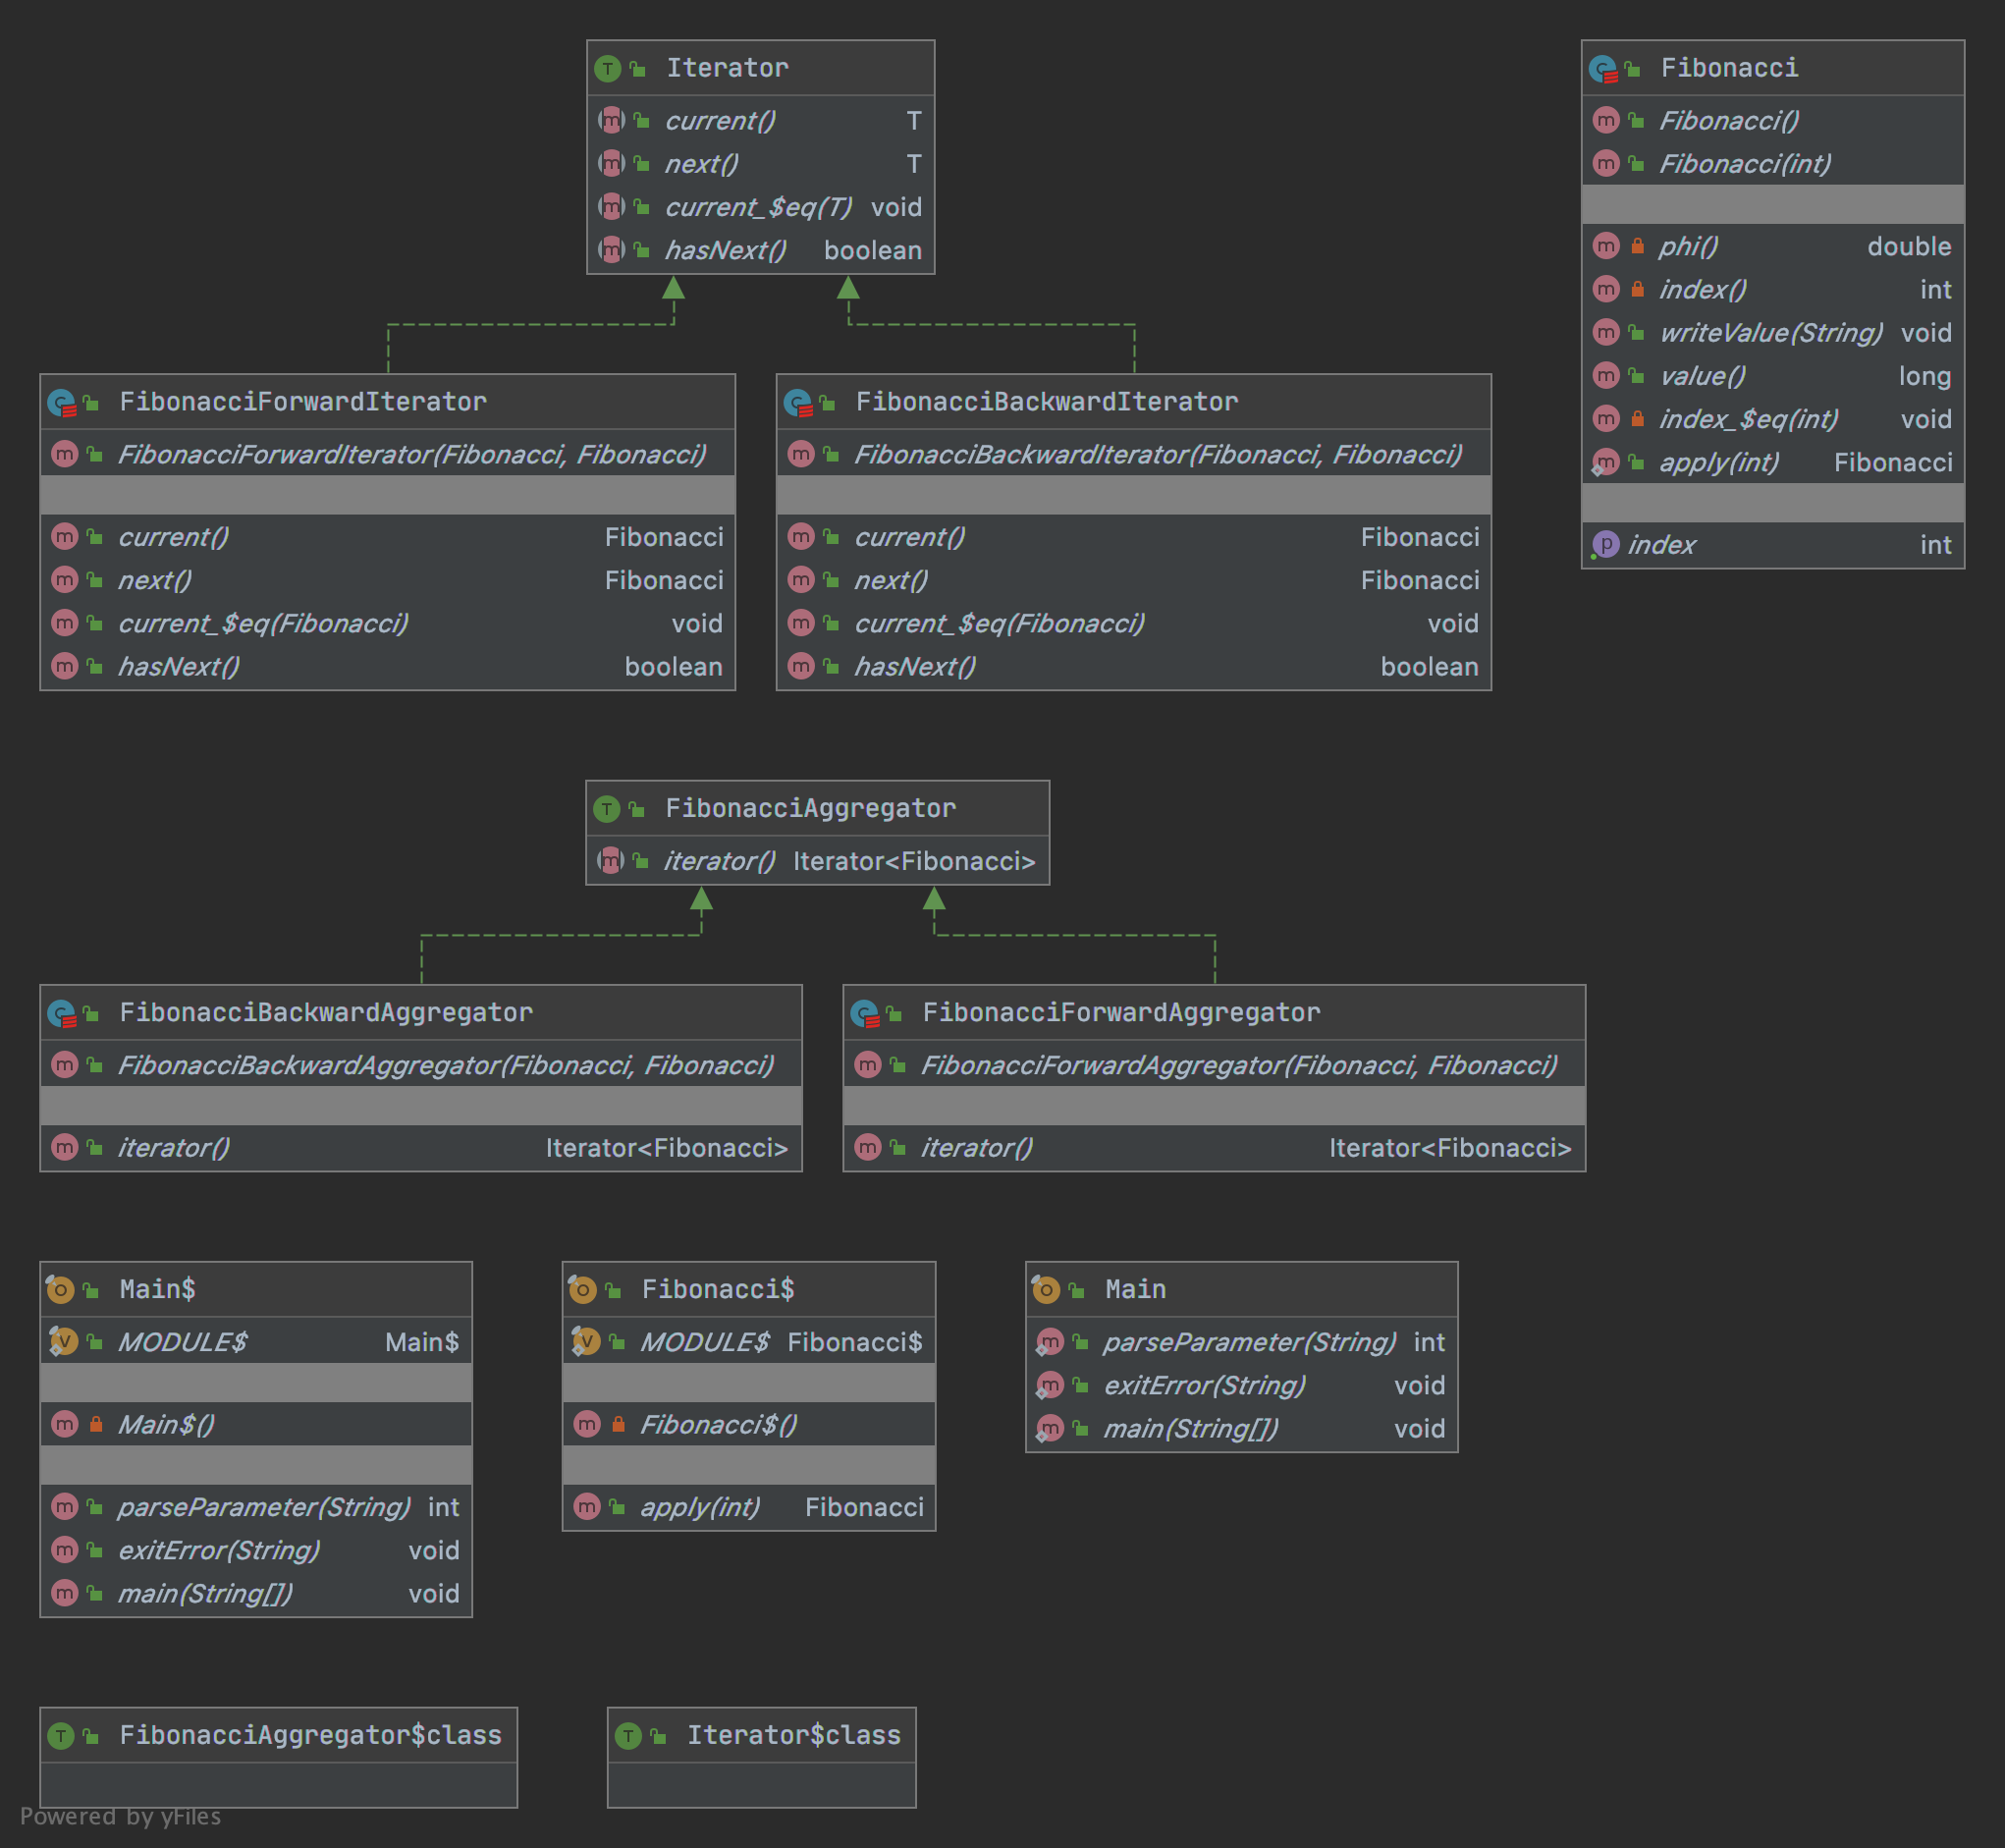 Iterator
current() T
next() T
current_$eq(T) void
hasNext() boolean
Fibonacci
Fibonacci()
Fibonacci(int)
phi() double
index() int
writeValue(String) void
value() long
index_$eq(int) void
apply(int) Fibonacci
index int
FibonacciForwardIterator
FibonacciForwardIterator(Fibonacci, Fibonacci)
current() Fibonacci
next() Fibonacci
current_$eq(Fibonacci) void
hasNext() boolean
FibonacciBackwardIterator
FibonacciBackwardIterator(Fibonacci, Fibonacci)
current() Fibonacci
next() Fibonacci
current_$eq(Fibonacci) void
hasNext() boolean
FibonacciAggregator
iterator() Iterator<Fibonacci>
FibonacciBackwardAggregator
FibonacciBackwardAggregator(Fibonacci, Fibonacci)
iterator() Iterator<Fibonacci>
FibonacciForwardAggregator
FibonacciForwardAggregator(Fibonacci, Fibonacci)
iterator() Iterator<Fibonacci>
Main$
MODULE$ Main$
Main$()
parseParameter(String) int
exitError(String) void
main(String[]) void
Fibonacci$
MODULE$ Fibonacci$
Fibonacci$()
apply(int) Fibonacci
Main
parseParameter(String) int
exitError(String) void
main(String[]) void
FibonacciAggregator$class
Iterator$class
Powered by yFiles